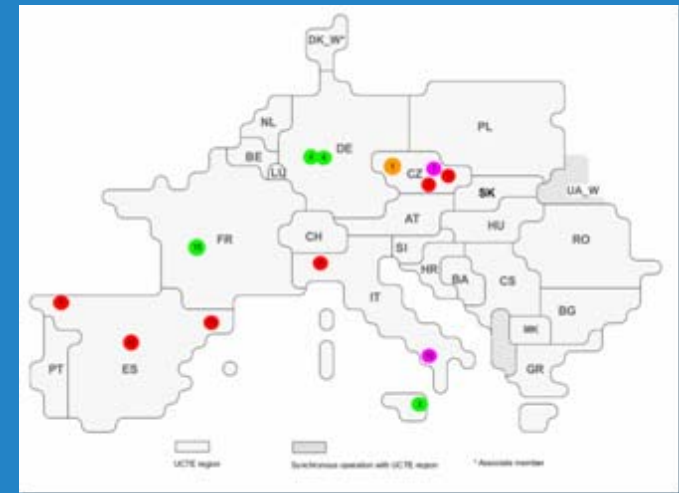 DK_W*
NL
PL
DE
BE
LU
CZ
SK
UA_W
AT
FR
CH
HU
SI
RO
HR
BA
CS
IT
BG
MK
PT
ES
GR
UCTE region
Synchronous operation with UCTE region
* Associate member